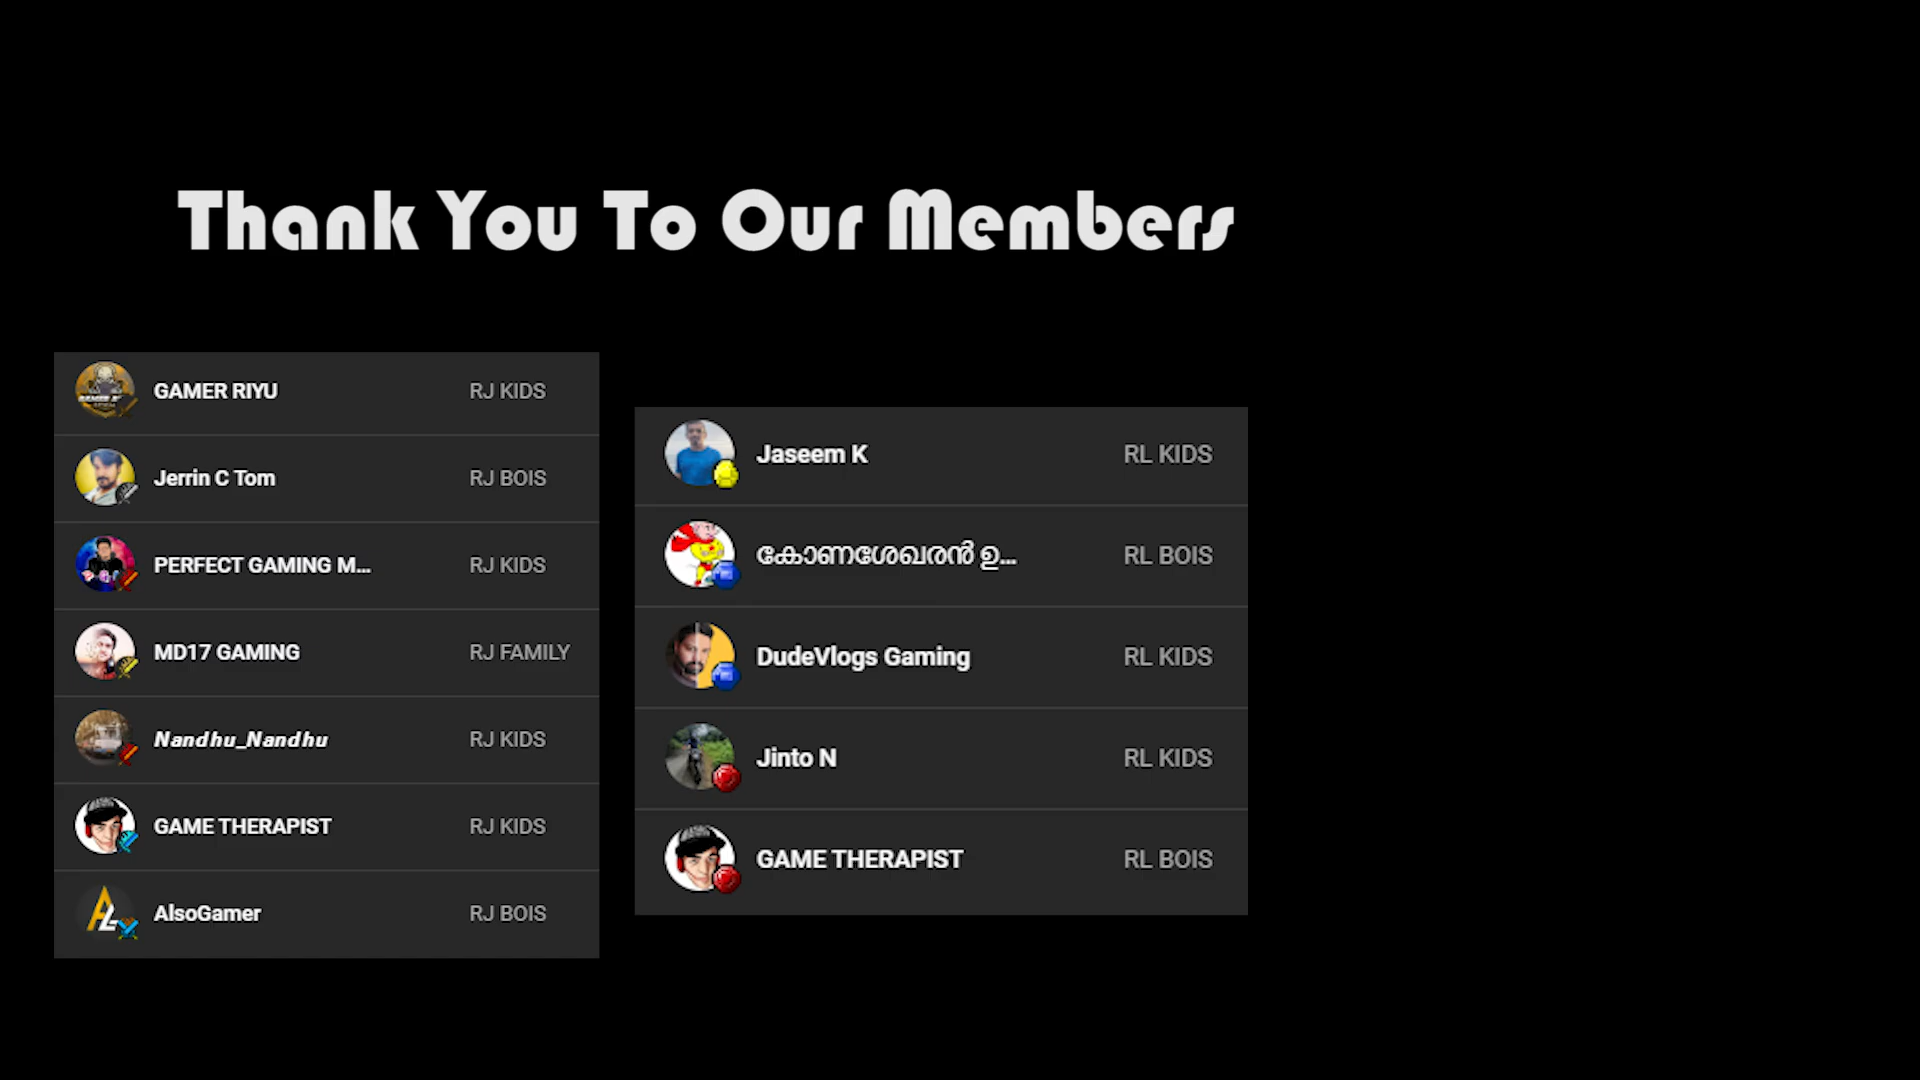 Thank You To Our Members
GAMER RIYU RJ KIDS
Jerrin C Tom RJ BOIS
PERFECT GAMING M... RJ KIDS
MD17 GAMING RJ FAMILY
Nandhu_Nandhu RJ KIDS
GAME THERAPIST RJ KIDS
AlsoGamer RJ BOIS
Jaseem K RL KIDS
കോണശേഖരൻ ഉ... RL BOIS
DudeVlogs Gaming RL KIDS
Jinto N RL KIDS
GAME THERAPIST RL BOIS